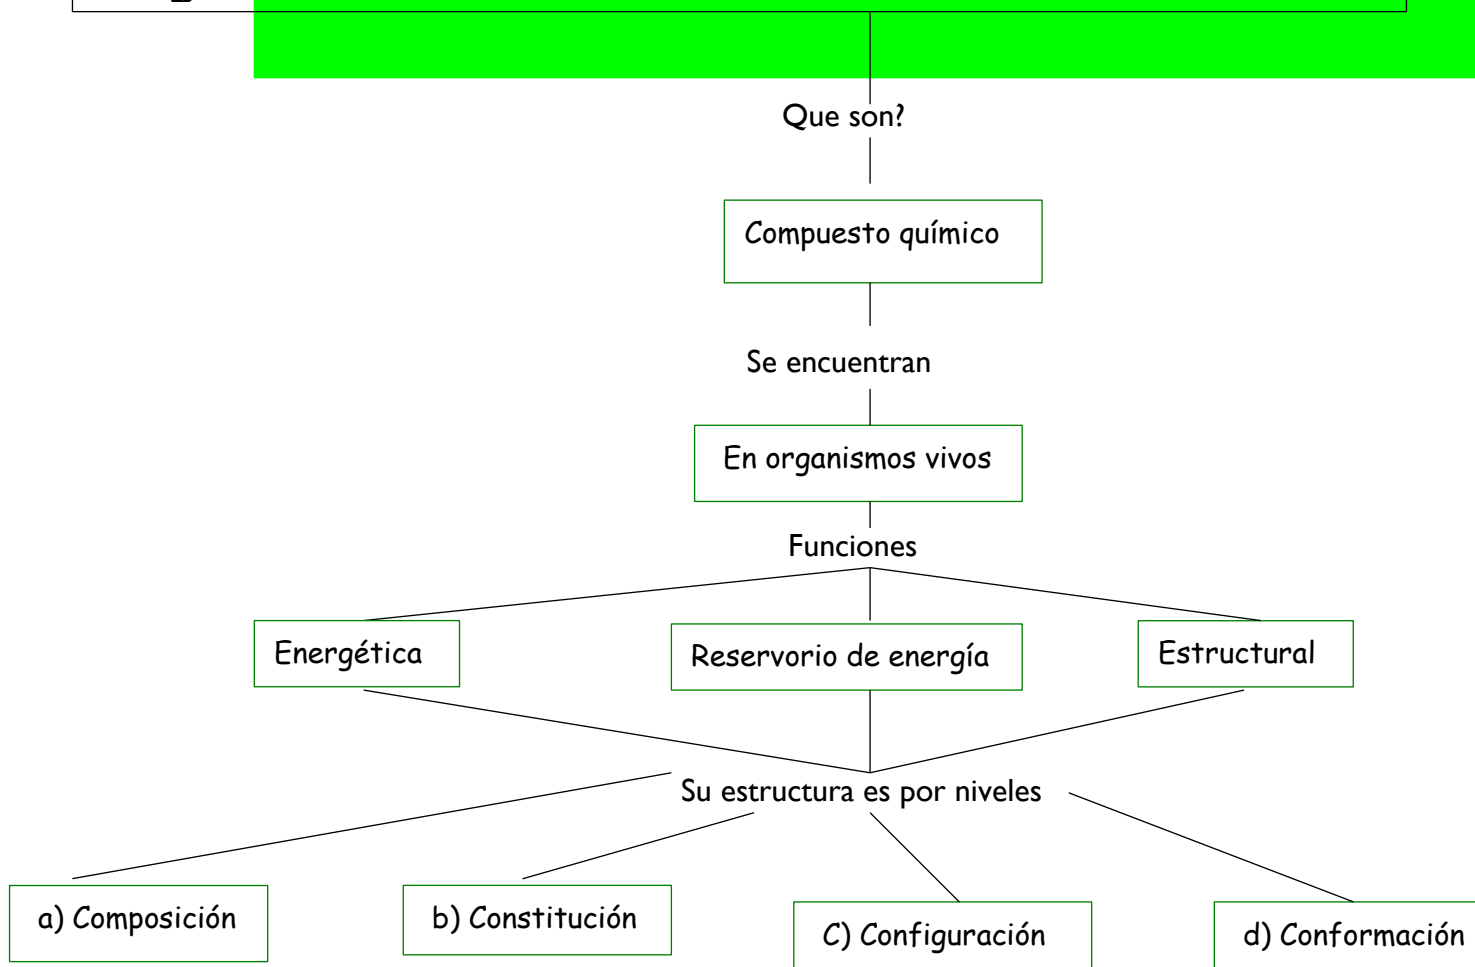 Que son?
Compuesto químico
Se encuentran
En organismos vivos
Funciones
Energética
Reservorio de energía
Estructural
Su estructura es por niveles
a) Composición
b) Constitución
C) Configuración
d) Conformación